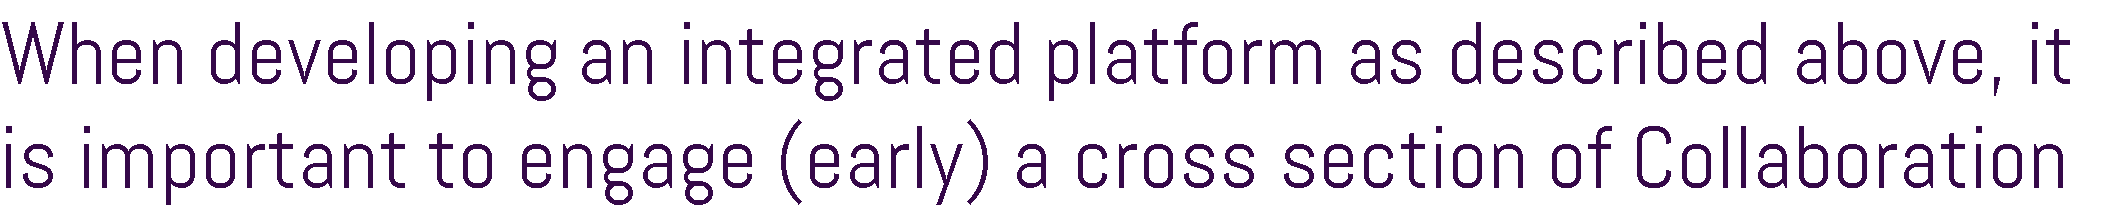 When developing an integrated platform as described above, it
is important to engage (early) a cross section of Collaboration